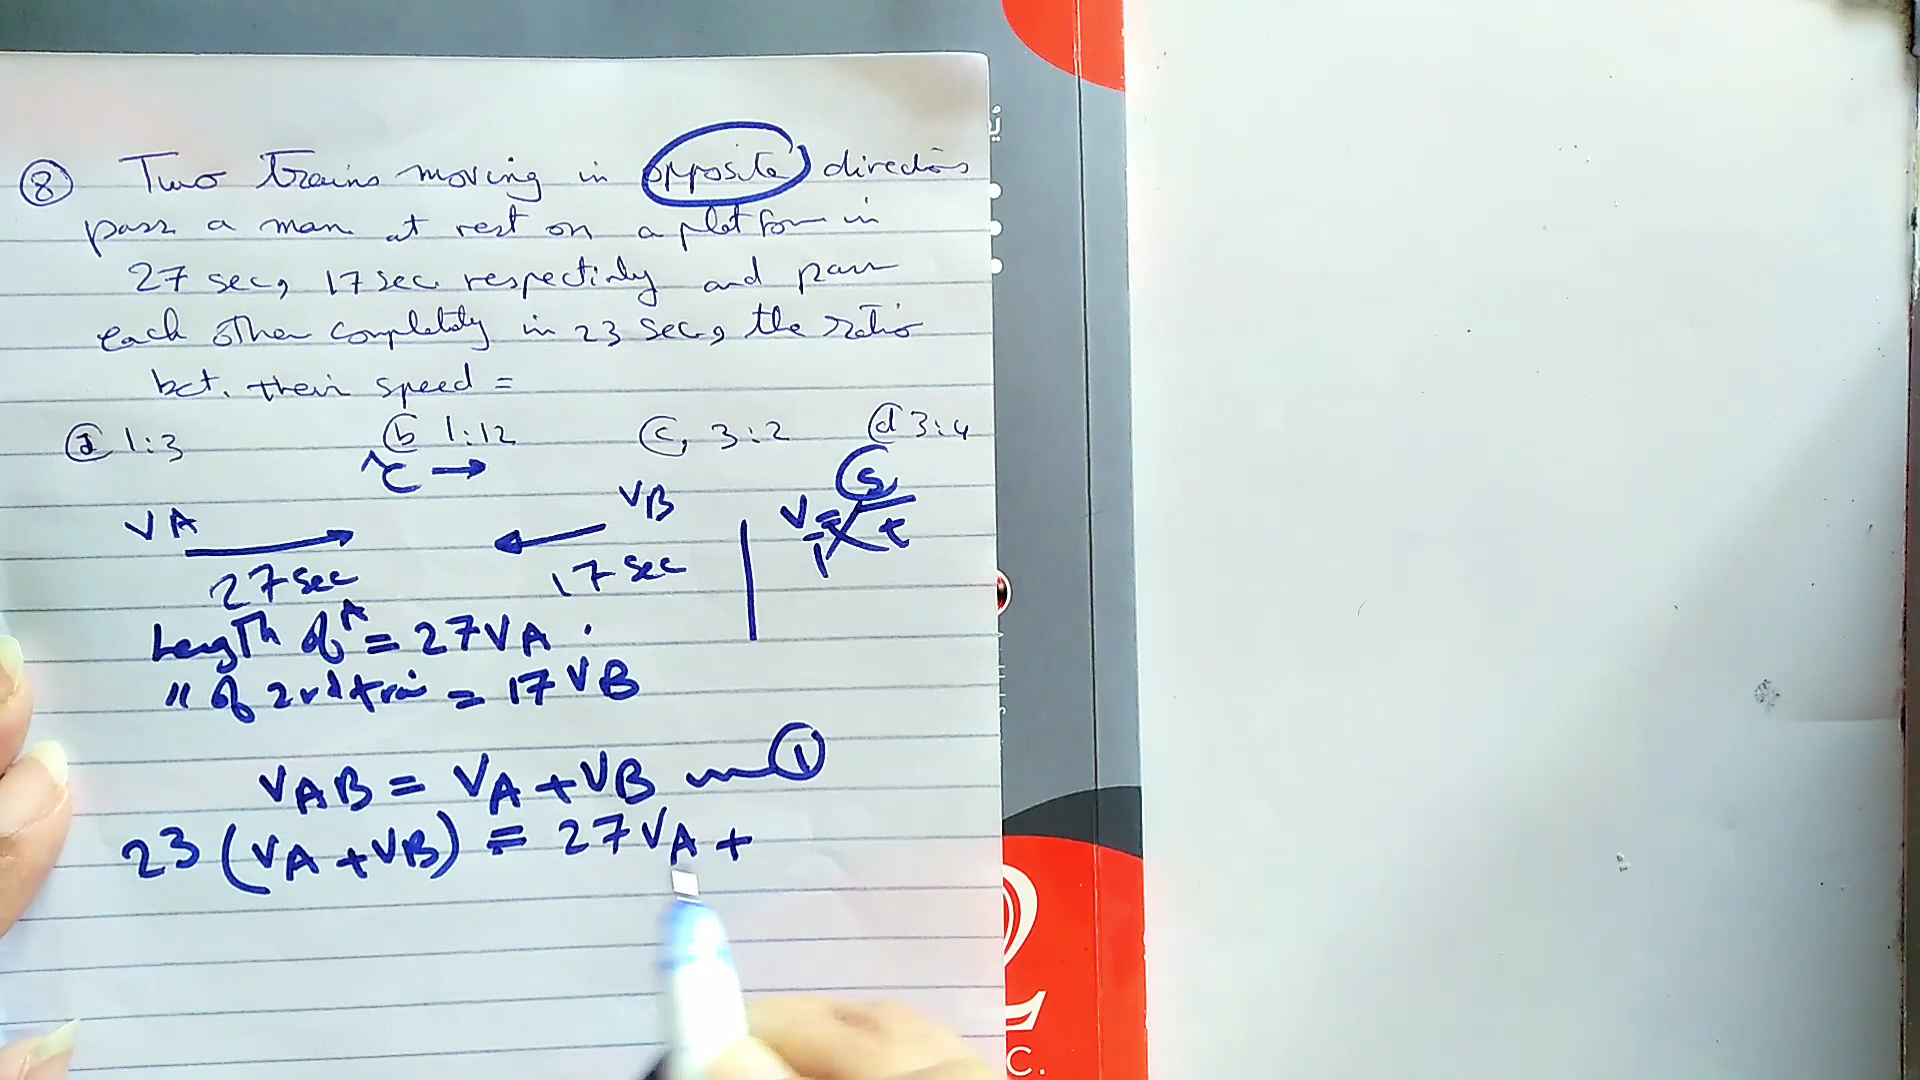 8 Two trains moving in opposite directions
pass a man at rest on a platform in
27 sec, 17 sec respectively and pass
each other completely in 23 sec, the ratio
bet. their speed =
a 1:3 b 1:12 c, 3:2 d 3:4
VA VB
27 sec 17 sec
V = S / t
1
Length of A = 27 VA
" of 2nd train = 17 VB
VAB = VA + VB 1
23 (VA + VB) = 27 VA +
C.